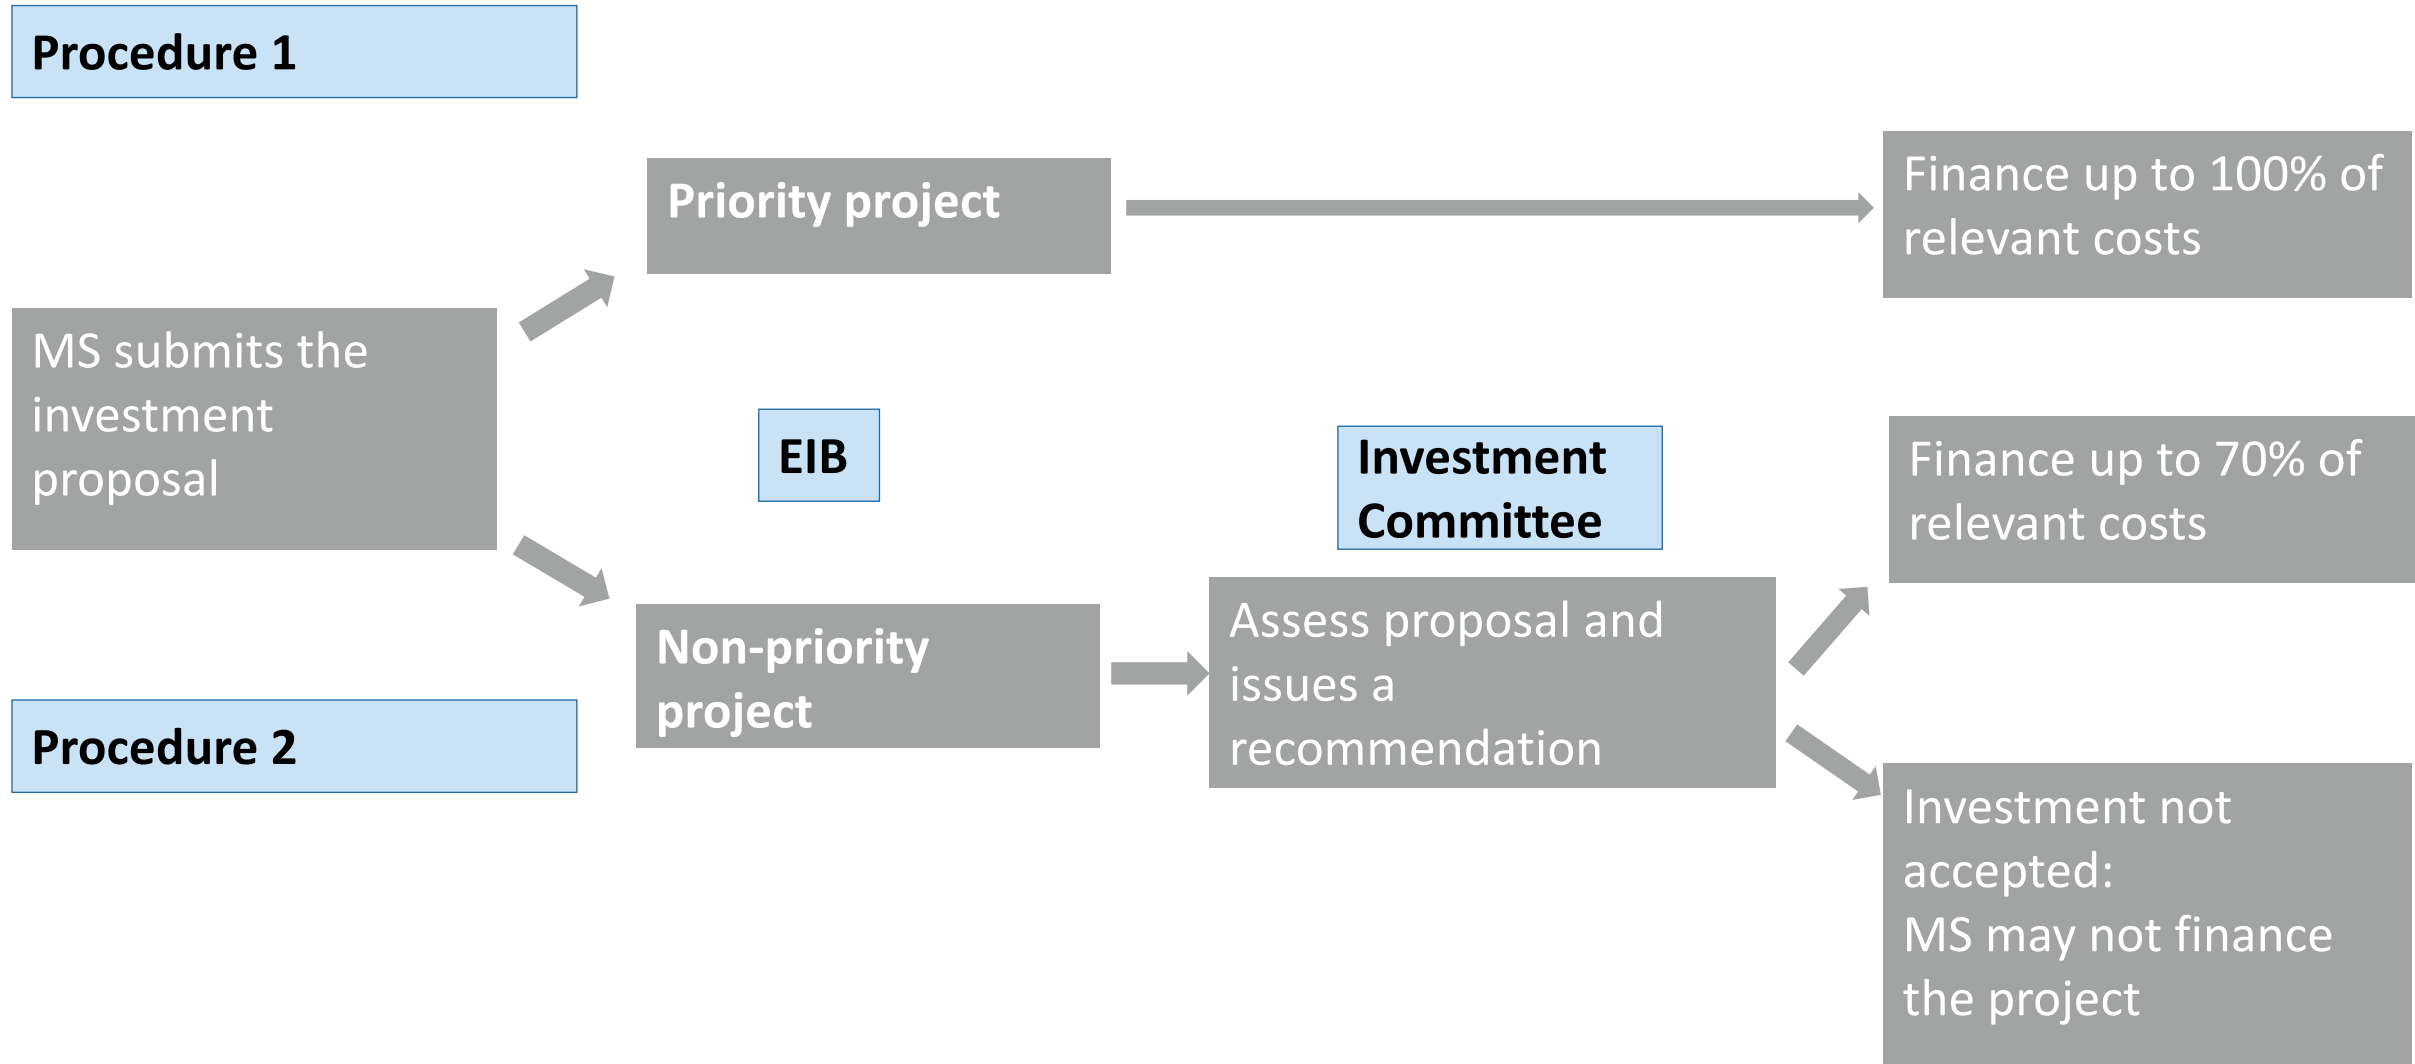 Procedure 1
Priority project
Finance up to 100% of
relevant costs
MS submits the
investment
proposal
EIB
Investment
Committee
Finance up to 70% of
relevant costs
Non-priority
project
Assess proposal and
issues a
recommendation
Procedure 2
Investment not
accepted:
MS may not finance
the project